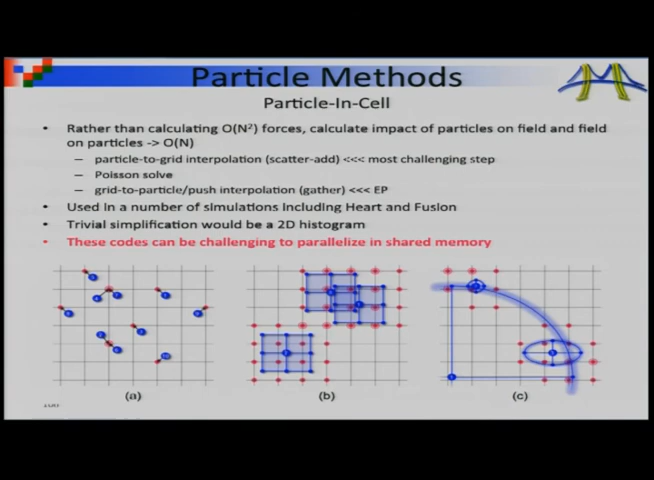 Particle Methods
Particle-In-Cell
• Rather than calculating O(N²) forces, calculate impact of particles on field and field
on particles -> O(N)
– particle-to-grid interpolation (scatter-add) <<< most challenging step
– Poisson solve
– grid-to-particle/push interpolation (gather) <<< EP
• Used in a number of simulations including Heart and Fusion
• Trivial simplification would be a 2D histogram
• These codes can be challenging to parallelize in shared memory
(a) (b) (c)